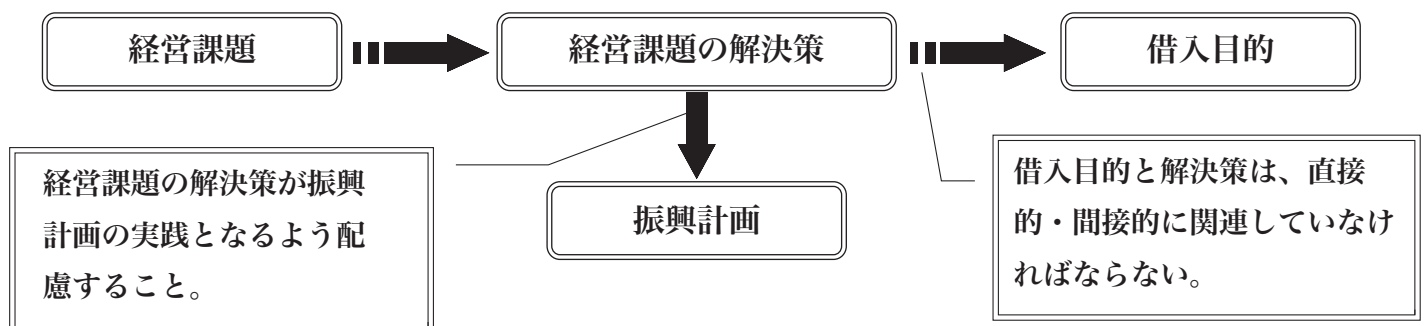 経営課題
経営課題の解決策
借入目的
経営課題の解決策が振興
計画の実践となるよう配
慮すること。
振興計画
借入目的と解決策は、直接
的・間接的に関連していなけ
ればならない。